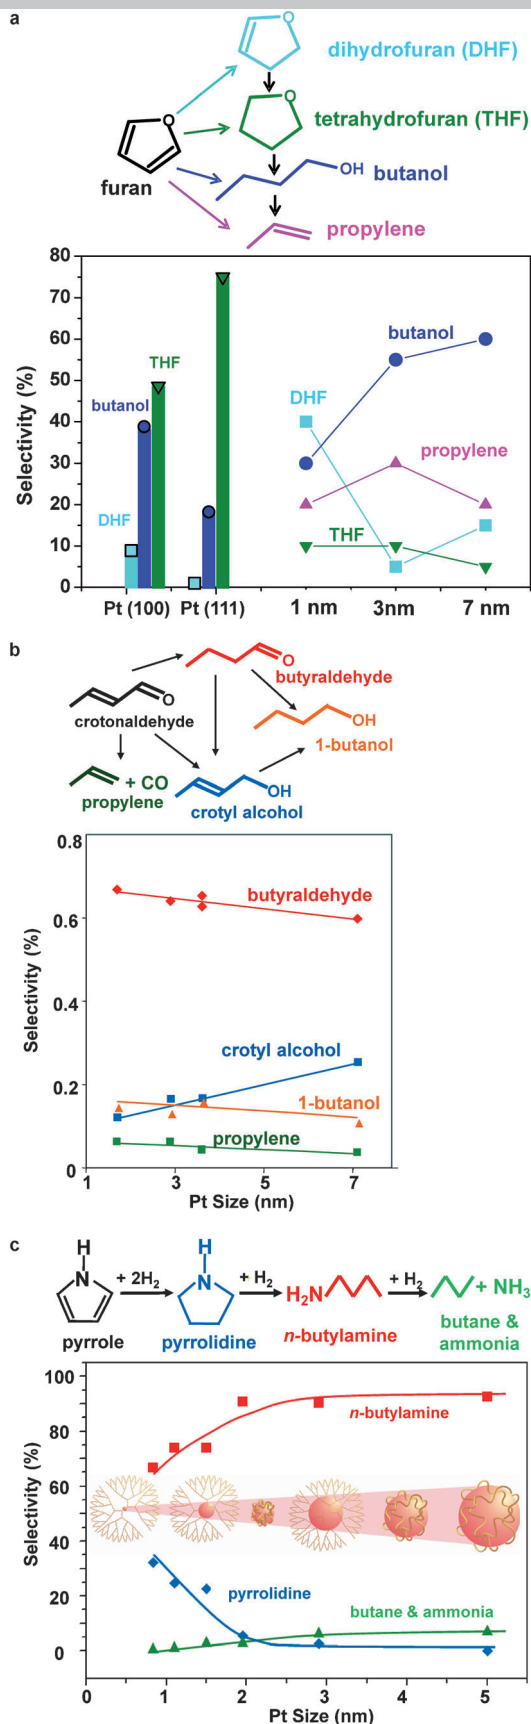 a
O
dihydrofuran (DHF)
O
O
tetrahydrofuran (THF)
furan
OH
butanol
propylene
80
70
60
50
40
30
20
10
0
Selectivity (%)
DHF
butanol
THF
DHF
butanol
propylene
THF
Pt (100)
Pt (111)
1 nm
3nm
7 nm
b
O
butyraldehyde
O
crotonaldehyde
OH
1-butanol
+ CO
propylene
OH
crotyl alcohol
0.8
0.6
0.4
0.2
0
Selectivity (%)
butyraldehyde
crotyl alcohol
1-butanol
propylene
1
3
5
7
Pt Size (nm)
c
H
N
pyrrole
+ 2H₂
H
N
pyrrolidine
+ H₂
H₂N
n-butylamine
+ H₂
+ NH₃
butane &
ammonia
100
80
60
40
20
0
Selectivity (%)
n-butylamine
pyrrolidine
butane & ammonia
0
1
2
3
4
5
Pt Size (nm)